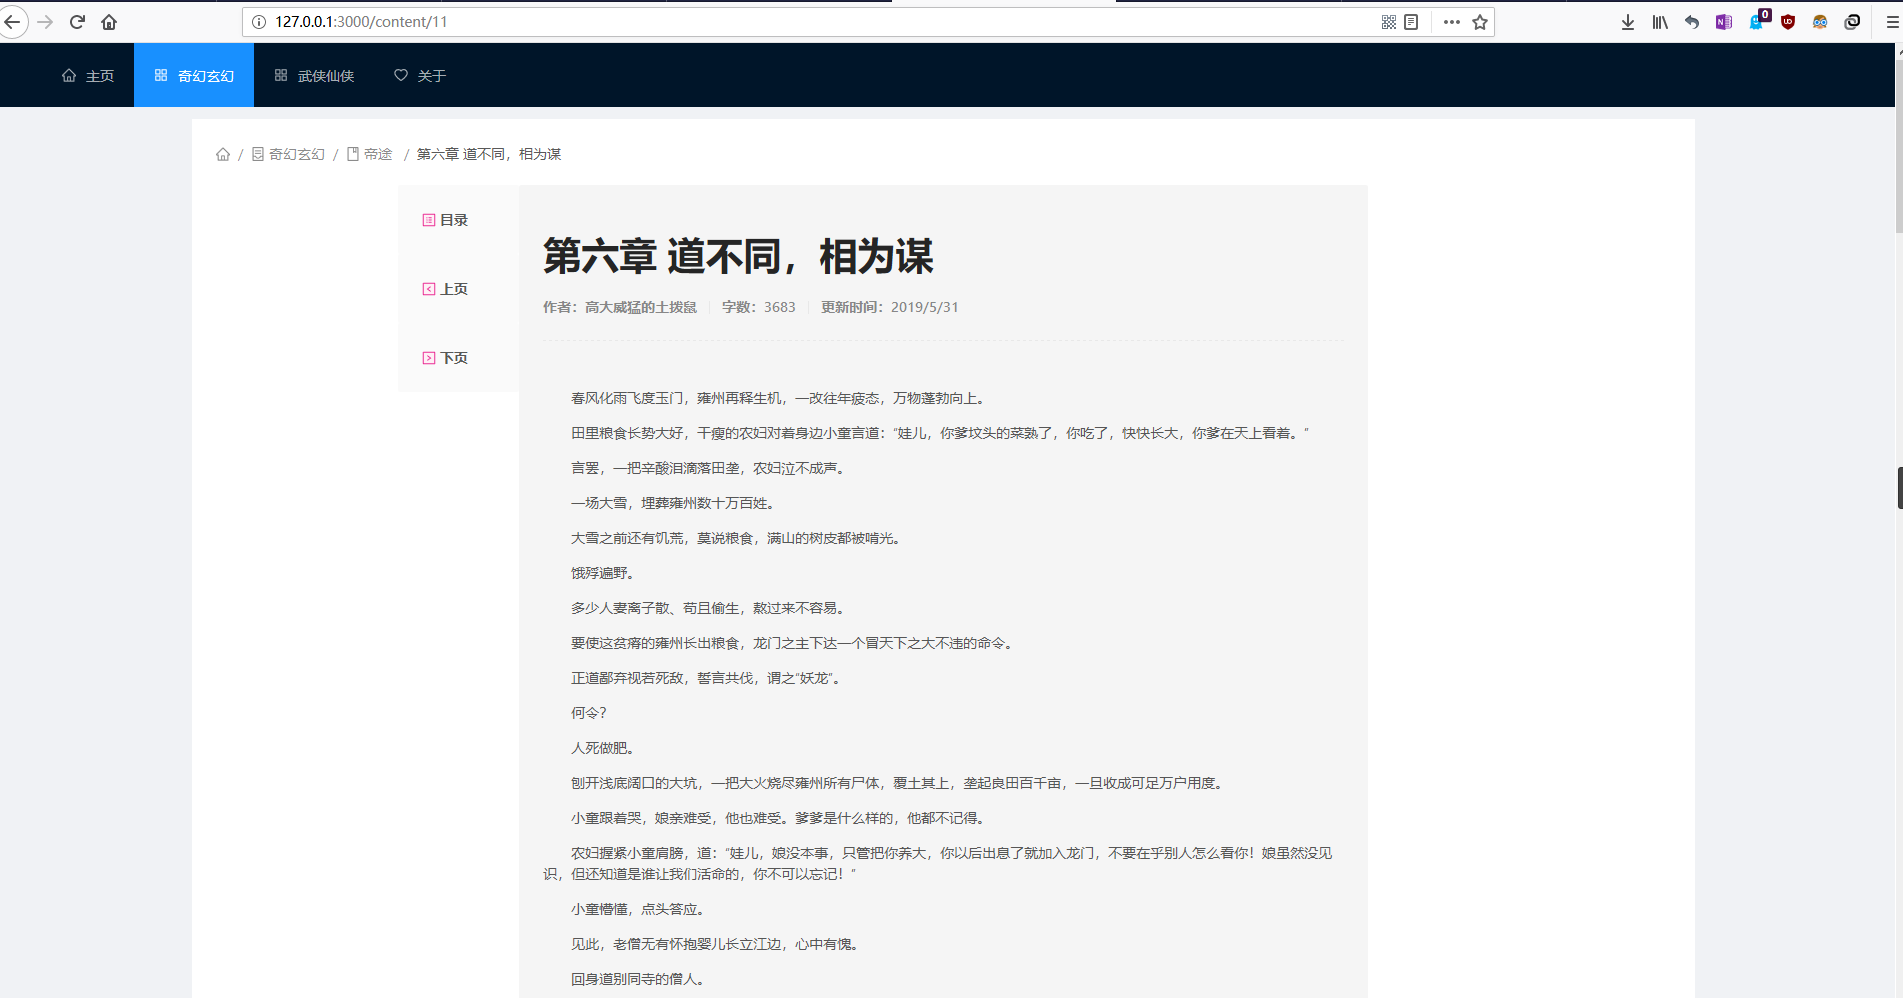 127.0.0.1:3000/content/11
0
主页 奇幻玄幻 武侠仙侠 关于
/ 奇幻玄幻 / 帝途 / 第六章 道不同，相为谋
目录
上页
下页
第六章 道不同，相为谋
作者：高大威猛的土拨鼠 字数：3683 更新时间：2019/5/31
春风化雨飞度玉门，雍州再释生机，一改往年疲态，万物蓬勃向上。
田里粮食长势大好，干瘦的农妇对着身边小童言道：“娃儿，你爹坟头的菜熟了，你吃了，快快长大，你爹在天上看着。”
言罢，一把辛酸泪滴落田垄，农妇泣不成声。
一场大雪，埋葬雍州数十万百姓。
大雪之前还有饥荒，莫说粮食，满山的树皮都被啃光。
饿殍遍野。
多少人妻离子散、苟且偷生，熬过来不容易。
要使这贫瘠的雍州长出粮食，龙门之主下达一个冒天下之大不违的命令。
正道鄙弃视若死敌，誓言共伐，谓之“妖龙”。
何令？
人死做肥。
刨开浅底阔口的大坑，一把大火烧尽雍州所有尸体，覆土其上，垄起良田百千亩，一旦收成可足万户用度。
小童跟着哭，娘亲难受，他也难受。爹爹是什么样的，他都不记得。
农妇握紧小童肩膀，道：“娃儿，娘没本事，只管把你养大，你以后出息了就加入龙门，不要在乎别人怎么看你！娘虽然没见
识，但还知道是谁让我们活命的，你不可以忘记！”
小童懵懂，点头答应。
见此，老僧无有怀抱婴儿长立江边，心中有愧。
回身道别同寺的僧人。